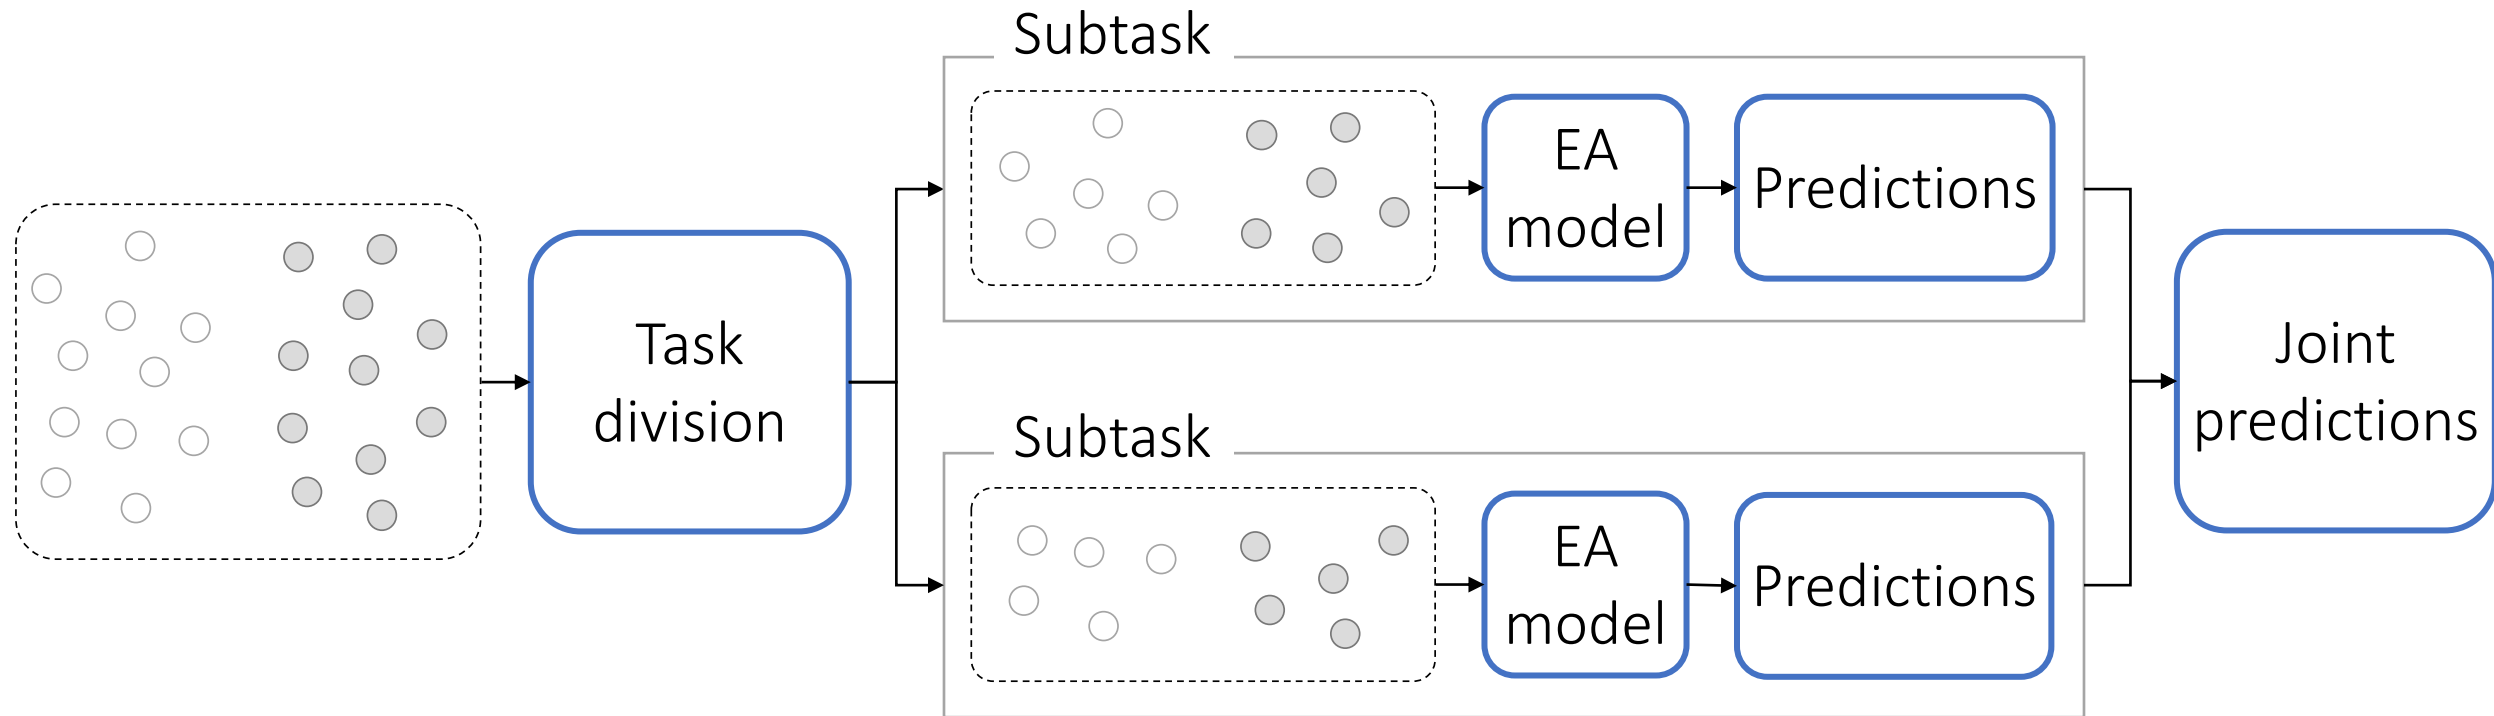 Subtask
EA
model
Predictions
Task
division
Joint
predictions
Subtask
EA
model
Predictions